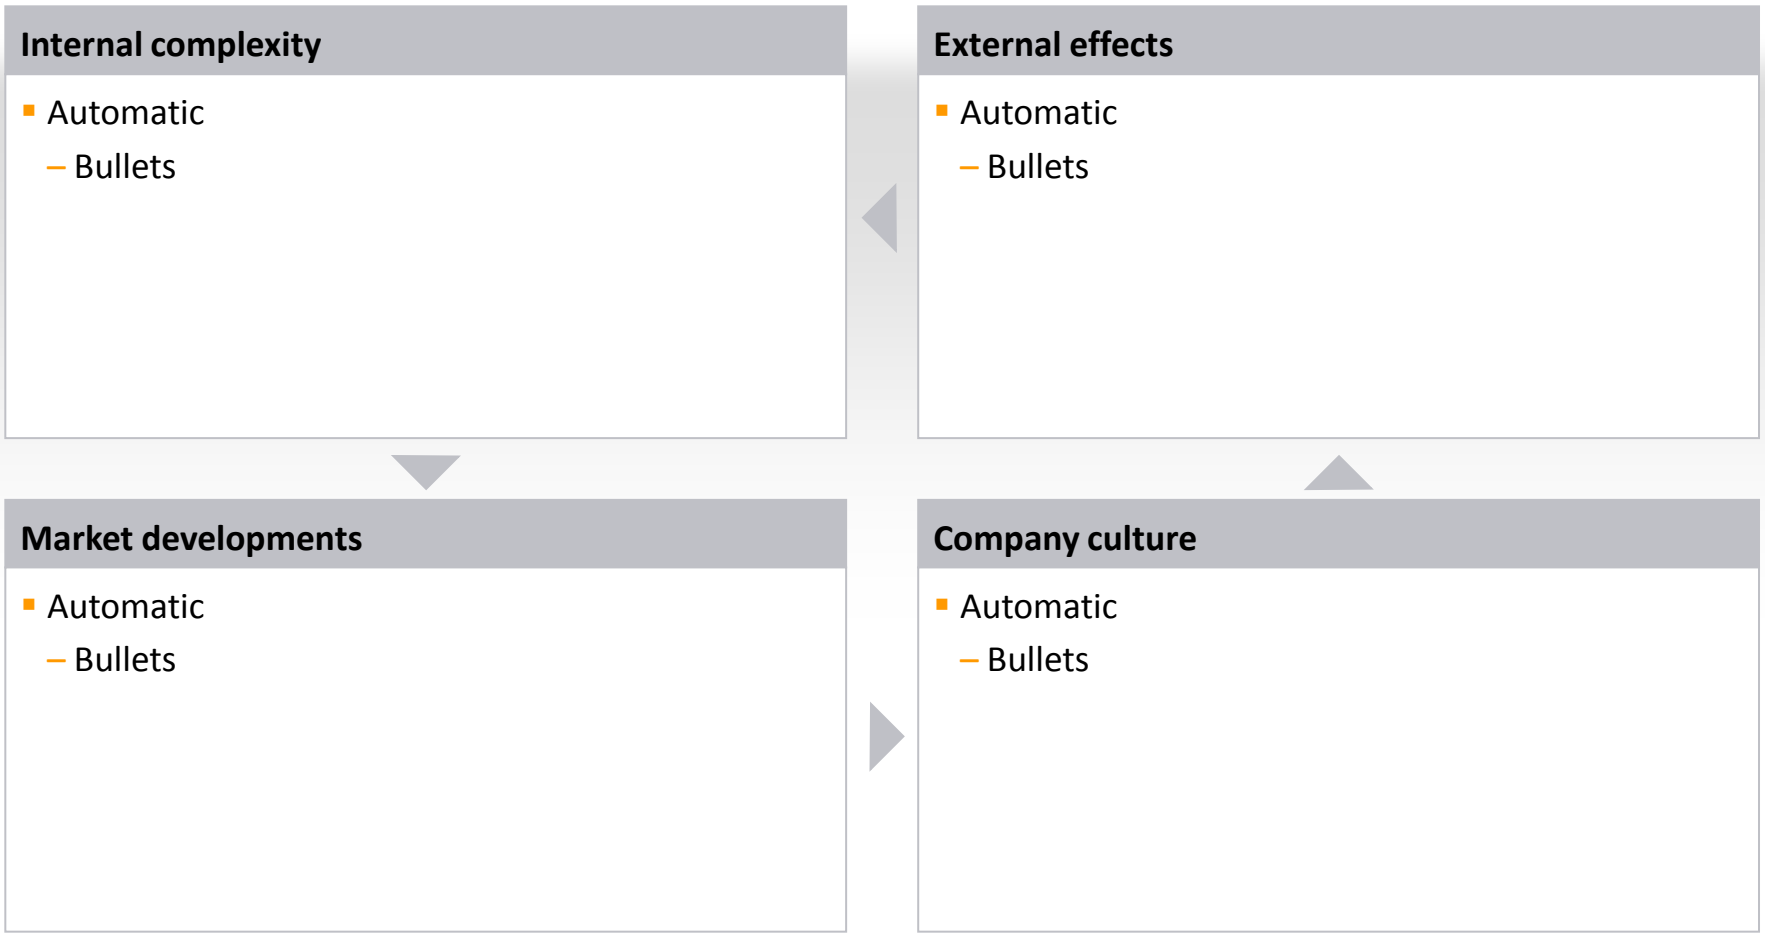 Internal complexity
Automatic
– Bullets
External effects
Automatic
– Bullets
Market developments
Automatic
– Bullets
Company culture
Automatic
– Bullets